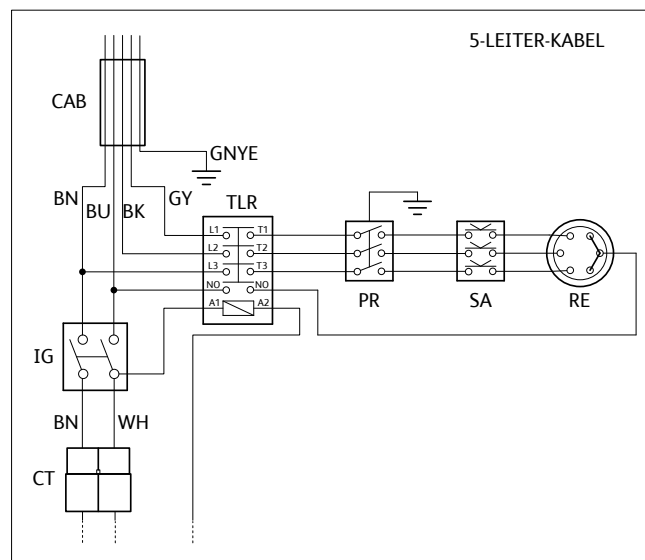 5-LEITER-KABEL
CAB
GNYE
BN
BU
BK
GY
TLR
L1
T1
L2
T2
L3
T3
NO
NO
A1
A2
PR
SA
RE
IG
BN
WH
CT